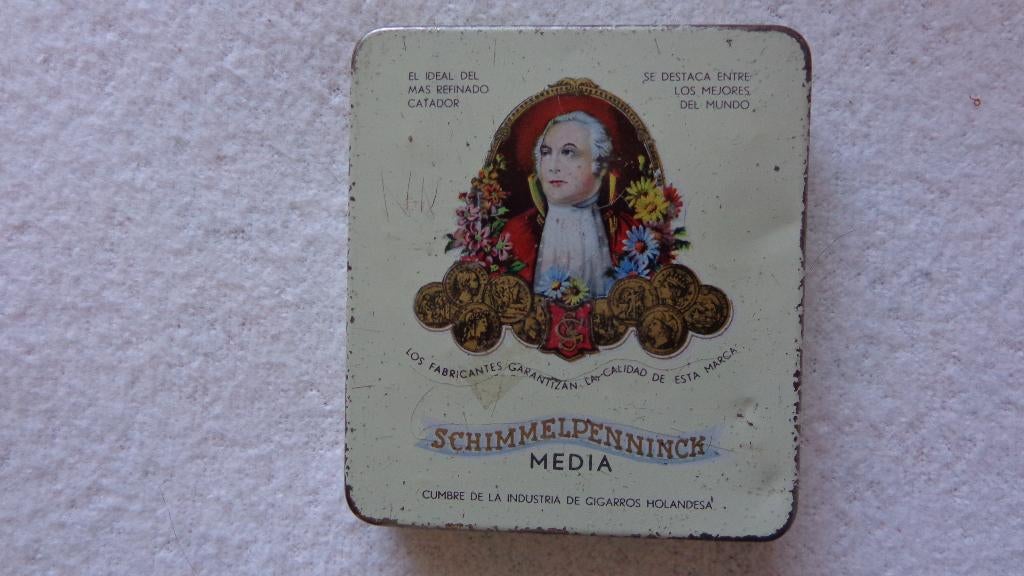 EL IDEAL DEL
MAS REFINADO
CATADOR
SE DESTACA ENTRE
LOS MEJORES
DEL MUNDO
LOS FABRICANTES GARANTIZAN LA CALIDAD DE ESTA MARCA
SCHIMMELPENNINCK
MEDIA
CUMBRE DE LA INDUSTRIA DE CIGARROS HOLANDESA